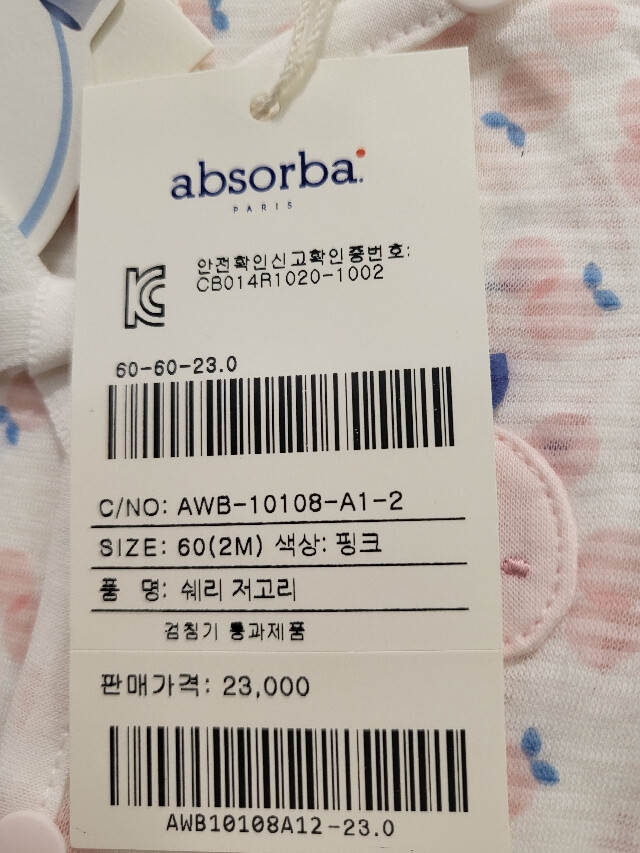 absorba.
PARIS
안전확인신고확인증번호:
CB014R1020-1002
60-60-23.0
C/NO: AWB-10108-A1-2
SIZE: 60(2M) 색상: 핑크
품 명: 쉐리 저고리
검침기 통과제품
판매가격: 23,000
AWB10108A12-23.0